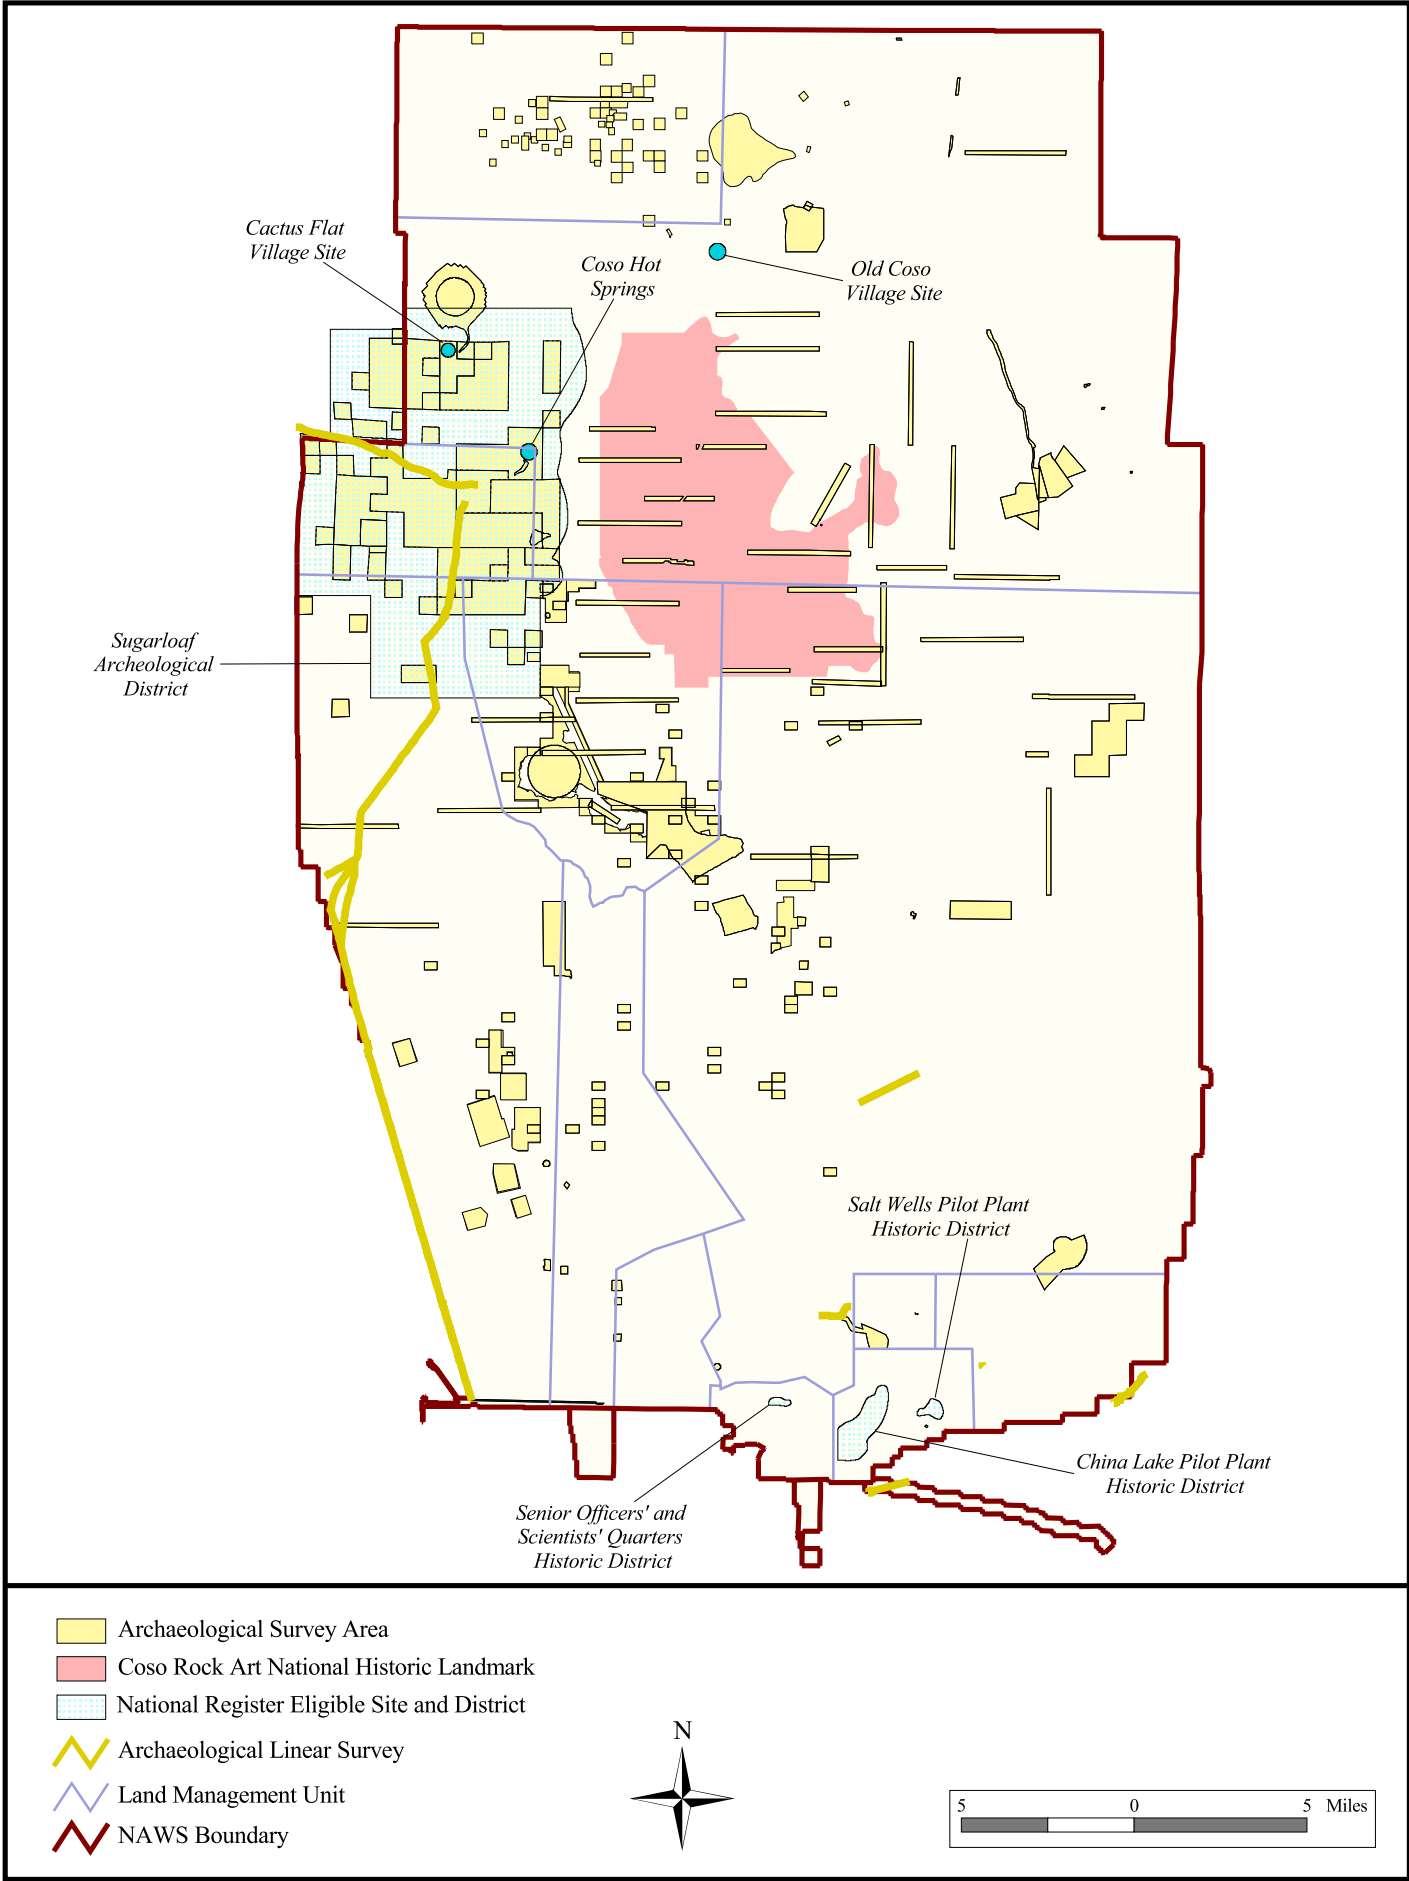 Cactus Flat
Village Site
Coso Hot
Springs
Old Coso
Village Site
Sugarloaf
Archeological
District
Salt Wells Pilot Plant
Historic District
China Lake Pilot Plant
Historic District
Senior Officers' and
Scientists' Quarters
Historic District
Archaeological Survey Area
Coso Rock Art National Historic Landmark
National Register Eligible Site and District
Archaeological Linear Survey
Land Management Unit
NAWS Boundary
N
5 0 5 Miles